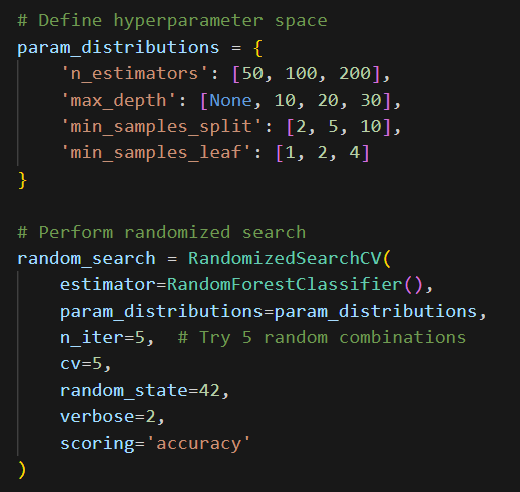 # Define hyperparameter space
param_distributions = {
    'n_estimators': [50, 100, 200],
    'max_depth': [None, 10, 20, 30],
    'min_samples_split': [2, 5, 10],
    'min_samples_leaf': [1, 2, 4]
}

# Perform randomized search
random_search = RandomizedSearchCV(
    estimator=RandomForestClassifier(),
    param_distributions=param_distributions,
    n_iter=5,  # Try 5 random combinations
    cv=5,
    random_state=42,
    verbose=2,
    scoring='accuracy'
)